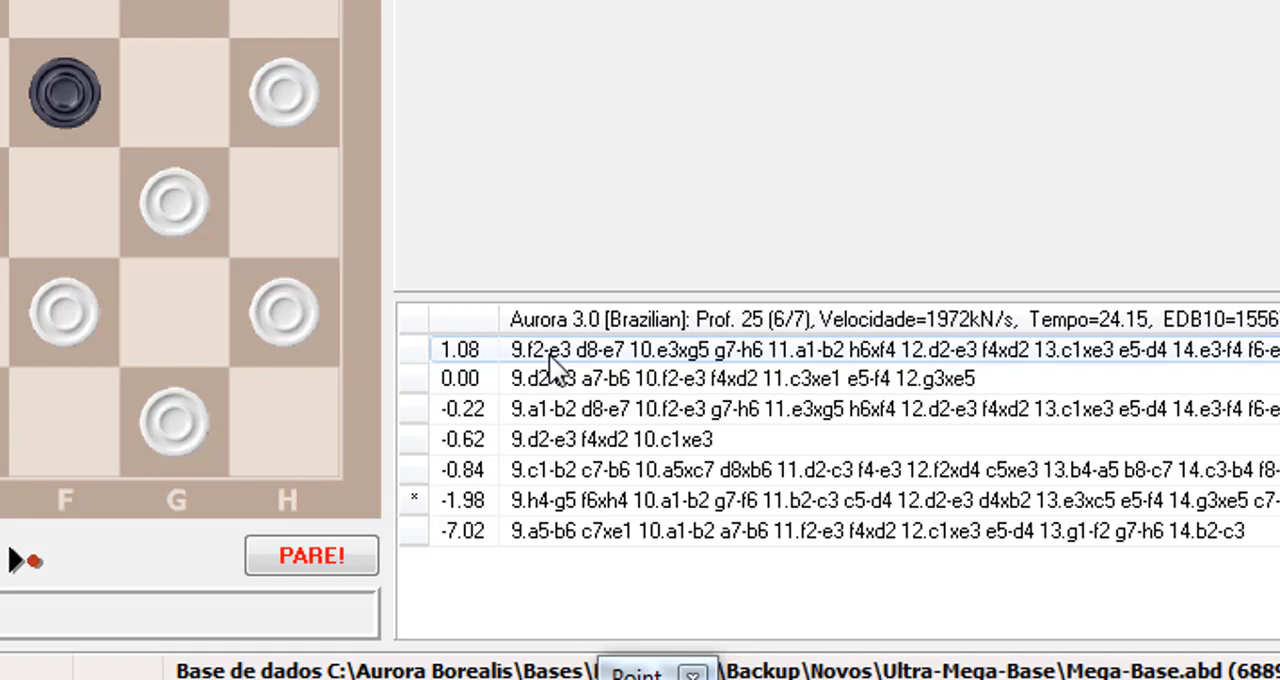 Aurora 3.0 [Brazilian]: Prof. 25 (6/7), Velocidade=1972kN/s, Tempo=24.15, EDB10=1556
1.08 9.f2-e3 d8-e7 10.e3xg5 g7-h6 11.a1-b2 h6xf4 12.d2-e3 f4xd2 13.c1xe3 e5-d4 14.e3-f4 f6-e
0.00 a7-b6 10.f2-e3 f4xd2 11.c3xe1 e5-f4 12.g3xe5
-0.22 9.a1-b2 d8-e7 10.f2-e3 g7-h6 11.e3xg5 h6xf4 12.d2-e3 f4xd2 13.c1xe3 e5-d4 14.e3-f4 f6-e
-0.62 9.d2-e3 f4xd2 10.c1xe3
-0.84 9.c1-b2 c7-b6 10.a5xc7 d8xb6 11.d2-c3 f4-e3 12.f2xd4 c5xe3 13.b4-a5 b8-c7 14.c3-b4 f8-
* -1.98 9.h4-g5 f6xh4 10.a1-b2 g7-f6 11.b2-c3 c5-d4 12.d2-e3 d4xb2 13.e3xc5 e5-f4 14.g3xe5 c7-
-7.02 9.a5-b6 c7xe1 10.a1-b2 a7-b6 11.f2-e3 f4xd2 12.c1xe3 e5-d4 13.g1-f2 g7-h6 14.b2-c3
F G H
PARE!
Base de dados C:\Aurora Borealis\Bases\ Point \Backup\Novos\Ultra-Mega-Base\Mega-Base.abd (6889